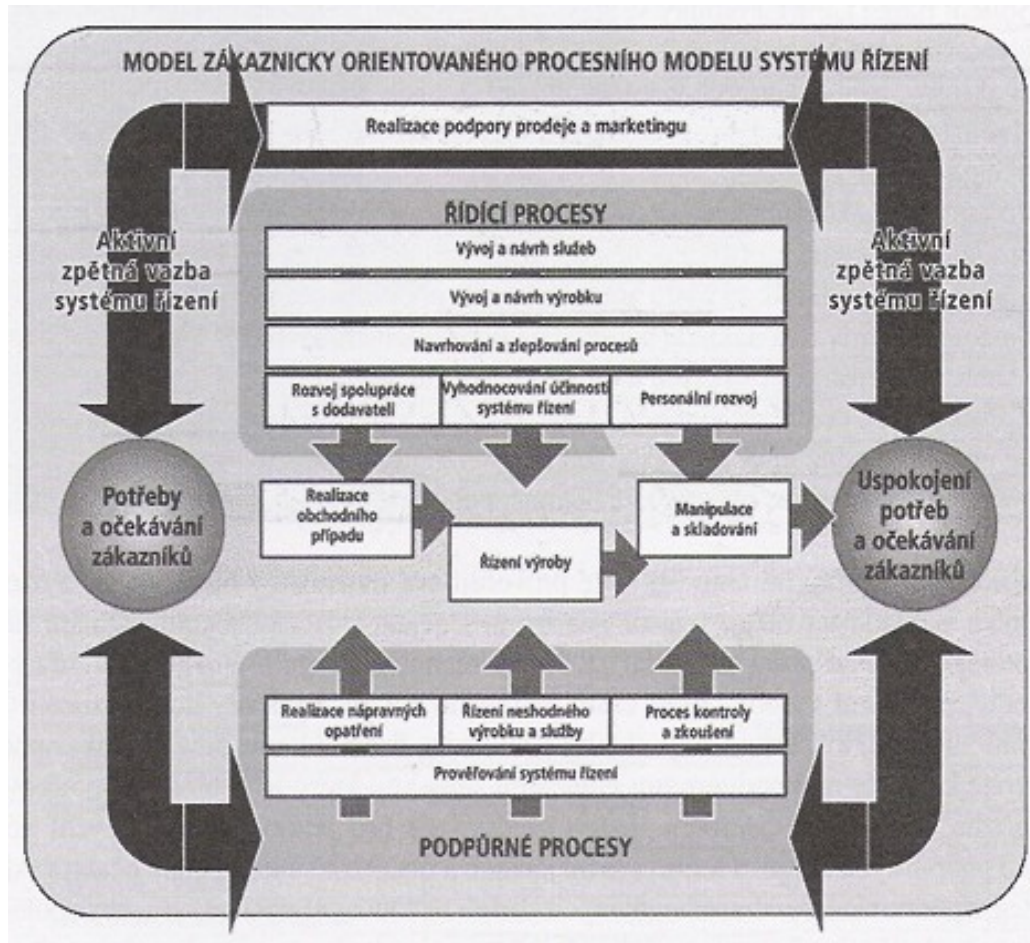 MODEL ZÁKAZNICKY ORIENTOVANÉHO PROCESNÍHO MODELU SYSTÉMU ŘÍZENÍ
Realizace podpory prodeje a marketingu
Aktivní
zpětná vazba
systému řízení
ŘÍDÍCÍ PROCESY
Vývoj a návrh služeb
Vývoj a návrh výrobku
Navrhování a zlepšování procesů
Rozvoj spolupráce
s dodavateli
Vyhodnocování účinnosti
systému řízení
Personální rozvoj
Aktivní
zpětná vazba
systému řízení
Potřeby
a očekávání
zákazníků
Realizace
obchodního
případu
Řízení výroby
Manipulace
a skladování
Uspokojení
potřeb
a očekávání
zákazníků
Realizace nápravných
opatření
Řízení neshodného
výrobku a služby
Proces kontroly
a zkoušení
Prověřování systému řízení
PODPŮRNÉ PROCESY